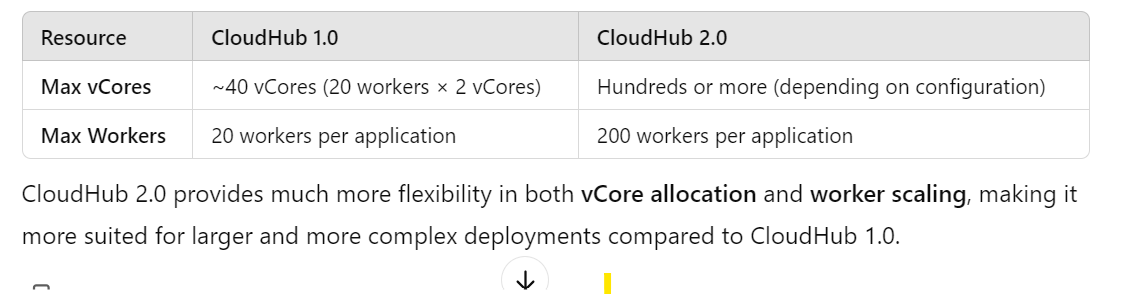 Resource CloudHub 1.0 CloudHub 2.0
Max vCores ~40 vCores (20 workers × 2 vCores) Hundreds or more (depending on configuration)
Max Workers 20 workers per application 200 workers per application
CloudHub 2.0 provides much more flexibility in both vCore allocation and worker scaling, making it
more suited for larger and more complex deployments compared to CloudHub 1.0.